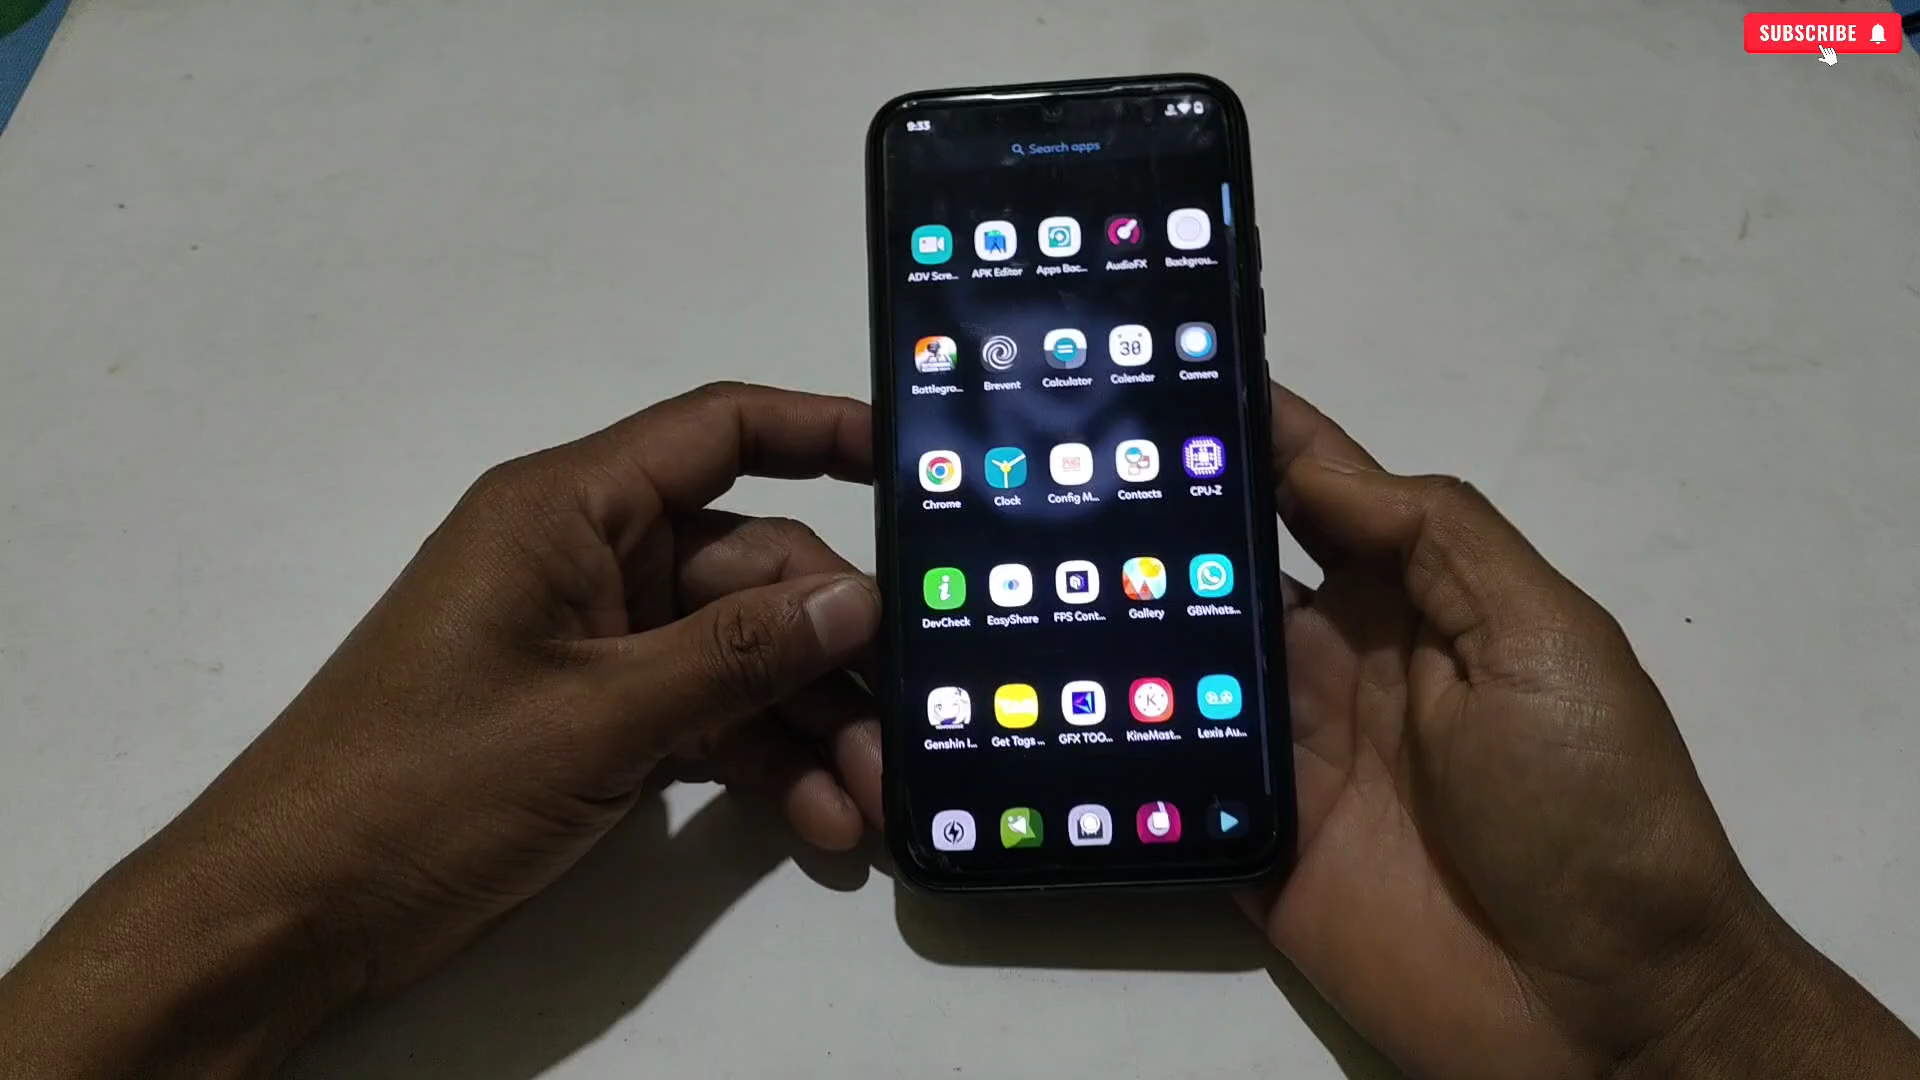 SUBSCRIBE
9:33
Search apps
ADV Scre...
APK Editor
Apps Bac...
AudioFX
Backgrou...
Battlegro...
Brevent
Calculator
30
Calendar
Camera
Chrome
Clock
Config M...
Contacts
CPU-Z
DevCheck
EasyShare
FPS Cont...
Gallery
GBWhats...
Genshin I...
Get Tags ...
GFX TOO...
K
KineMast...
Lexis Au...